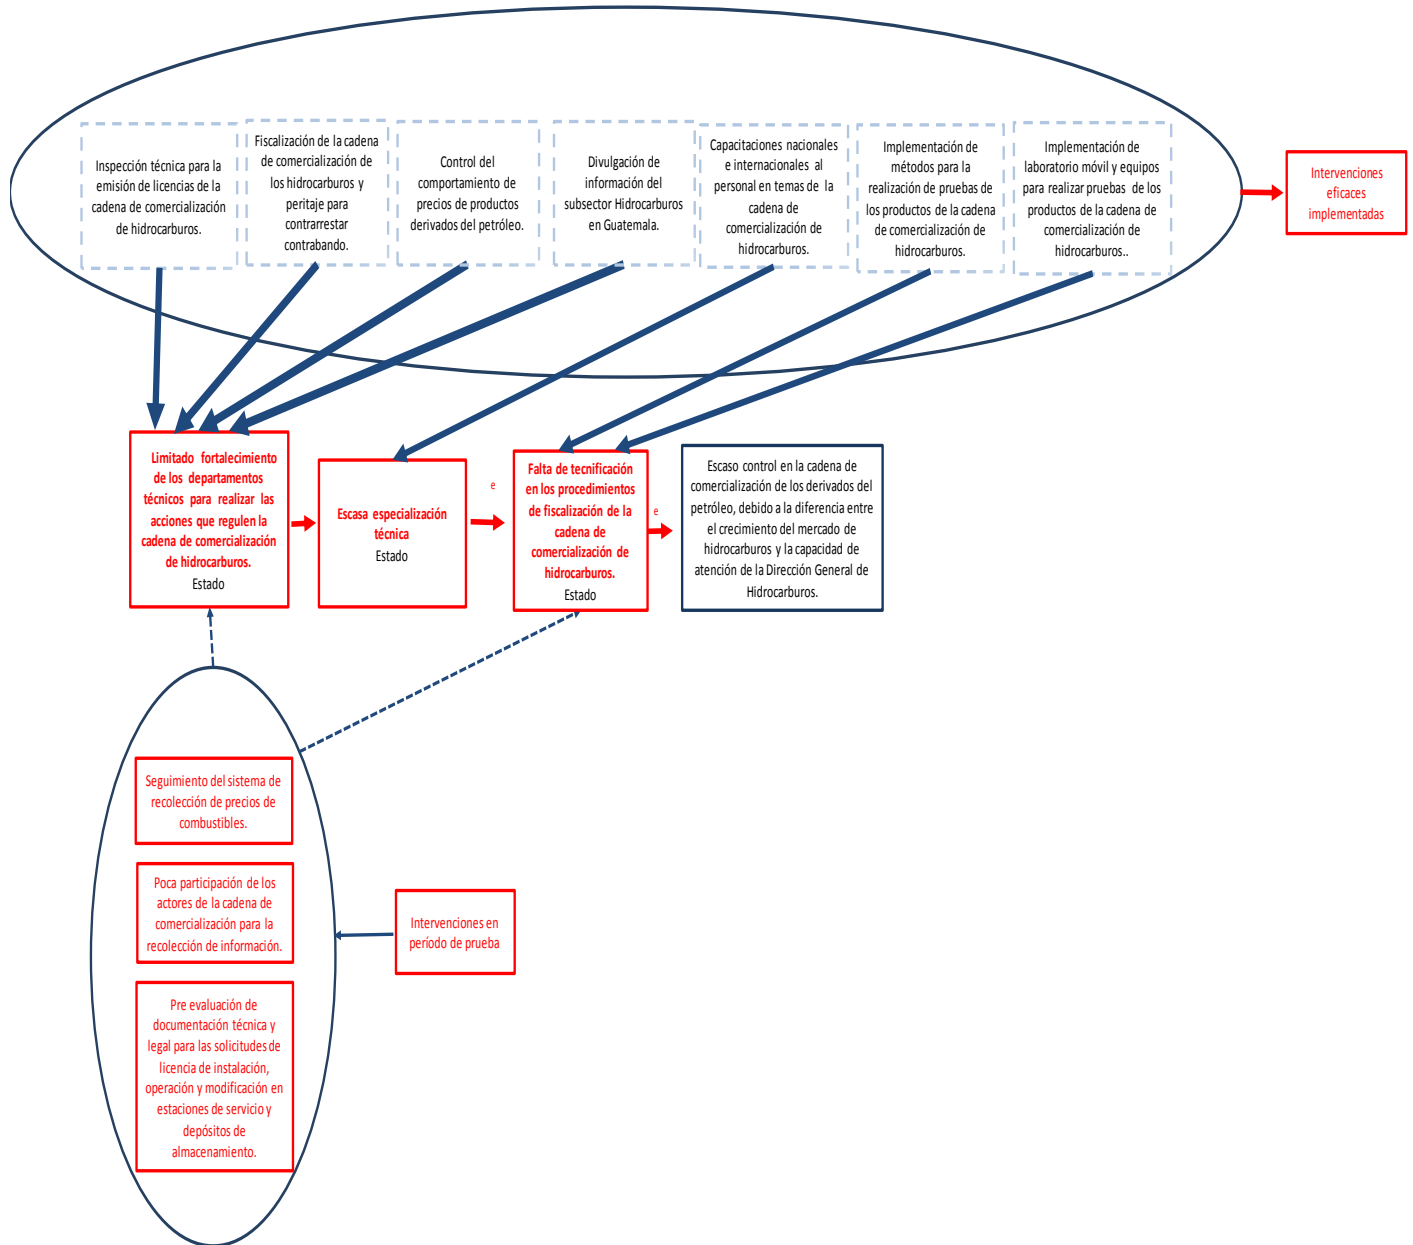 Inspección técnica para la
emisión de licencias de la
cadena de comercialización
de hidrocarburos.
Fiscalización de la cadena
de comercialización de
los hidrocarburos y
peritaje para
contrarrestar
contrabando.
Control del
comportamiento de
precios de productos
derivados del petróleo.
Divulgación de
información del
subsector Hidrocarburos
en Guatemala.
Capacitaciones nacionales
e internacionales al
personal en temas de la
cadena de
comercialización de
hidrocarburos.
Implementación de
métodos para la
realización de pruebas de
los productos de la cadena
de comercialización de
hidrocarburos.
Implementación de
laboratorio móvil y equipos
para realizar pruebas de los
productos de la cadena de
comercialización de
hidrocarburos..
Intervenciones
eficaces
implementadas
Limitado fortalecimiento
de los departamentos
técnicos para realizar las
acciones que regulen la
cadena de comercialización
de hidrocarburos.
Estado
Escasa especialización
técnica
Estado
e
Falta de tecnificación
en los procedimientos
de fiscalización de la
cadena de
comercialización de
hidrocarburos.
Estado
e
Escaso control en la cadena de
comercialización de los derivados del
petróleo, debido a la diferencia entre
el crecimiento del mercado de
hidrocarburos y la capacidad de
atención de la Dirección General de
Hidrocarburos.
Seguimiento del sistema de
recolección de precios de
combustibles.
Poca participación de los
actores de la cadena de
comercialización para la
recolección de información.
Intervenciones en
período de prueba
Pre evaluación de
documentación técnica y
legal para las solicitudes de
licencia de instalación,
operación y modificación en
estaciones de servicio y
depósitos de
almacenamiento.